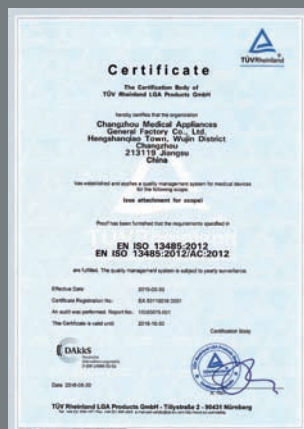 TÜVRheinland
Certificate
The Certification Body of
TÜV Rheinland LGA Products GmbH
hereby certifies that the organization
Changzhou Medical Appliances
General Factory Co., Ltd.
Hengshanqiao Town, Wujin District
Changzhou
213119 Jiangsu
China
has established and applies a quality management system for medical devices
for the following scope:
(see attachment for scope)
Proof has been furnished that the requirements specified in
EN ISO 13485:2012
EN ISO 13485:2012/AC:2012
are fulfilled. The quality management system is subject to yearly surveillance.
Effective Date:
Certificate Registration No.:
An audit was performed. Report No.:
The Certificate is valid until:
Certification Body
DAkkS
Date
TÜV Rheinland LGA Products GmbH - Tillystraße 2 - 90431 Nürnberg